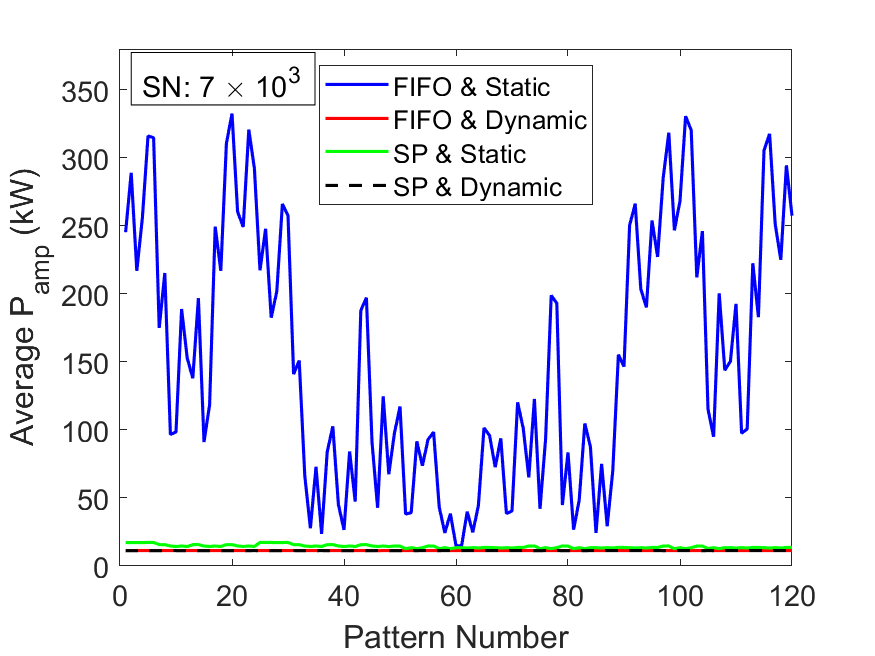 SN: 7 × 10³
FIFO & Static
FIFO & Dynamic
SP & Static
SP & Dynamic
350
300
250
200
150
100
50
0
Average P_amp (kW)
0 20 40 60 80 100 120
Pattern Number